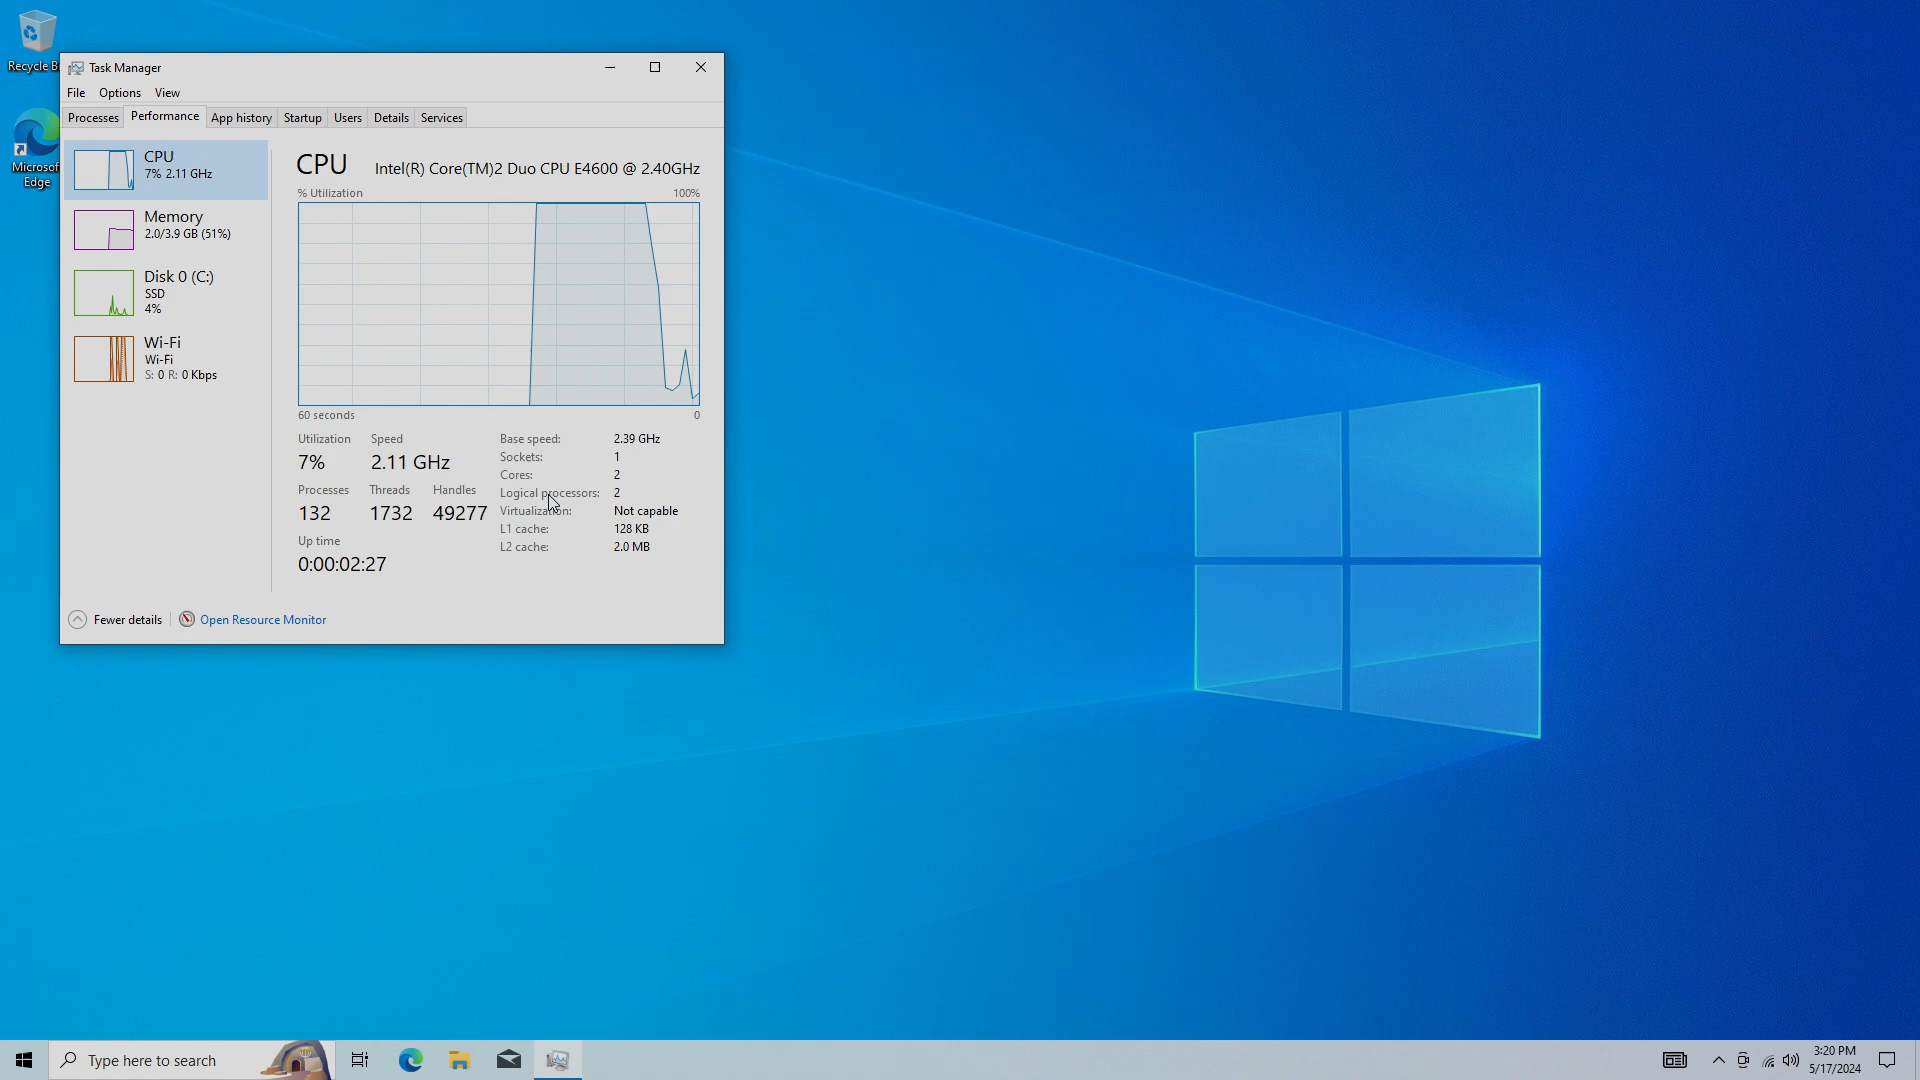 Recycle B
Microsof
Edge
Task Manager
File Options View
Processes Performance App history Startup Users Details Services
CPU
7% 2.11 GHz
Memory
2.0/3.9 GB (51%)
Disk 0 (C:)
SSD
4%
Wi-Fi
Wi-Fi
S: 0 R: 0 Kbps
CPU Intel(R) Core(TM)2 Duo CPU E4600 @ 2.40GHz
% Utilization 100%
60 seconds 0
Utilization Speed
7% 2.11 GHz
Processes Threads Handles
132 1732 49277
Up time
0:00:02:27
Base speed: 2.39 GHz
Sockets: 1
Cores: 2
Logical processors: 2
Virtualization: Not capable
L1 cache: 128 KB
L2 cache: 2.0 MB
Fewer details Open Resource Monitor
Type here to search
3:20 PM
5/17/2024